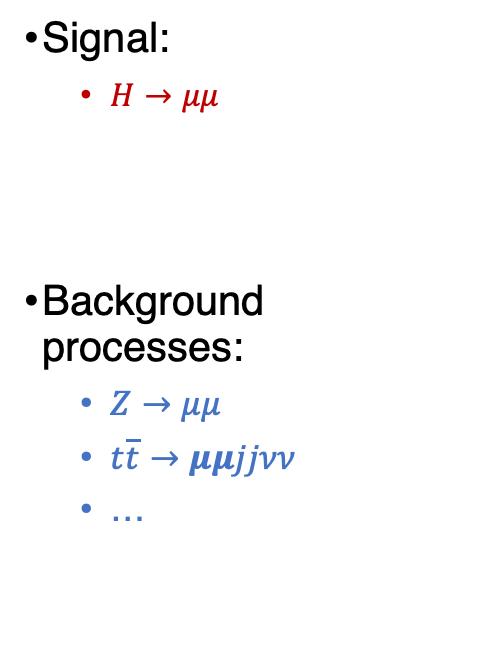 •Signal:
• H → μμ
•Background
processes:
• Z → μμ
• tt̅ → μμjjνν
• …